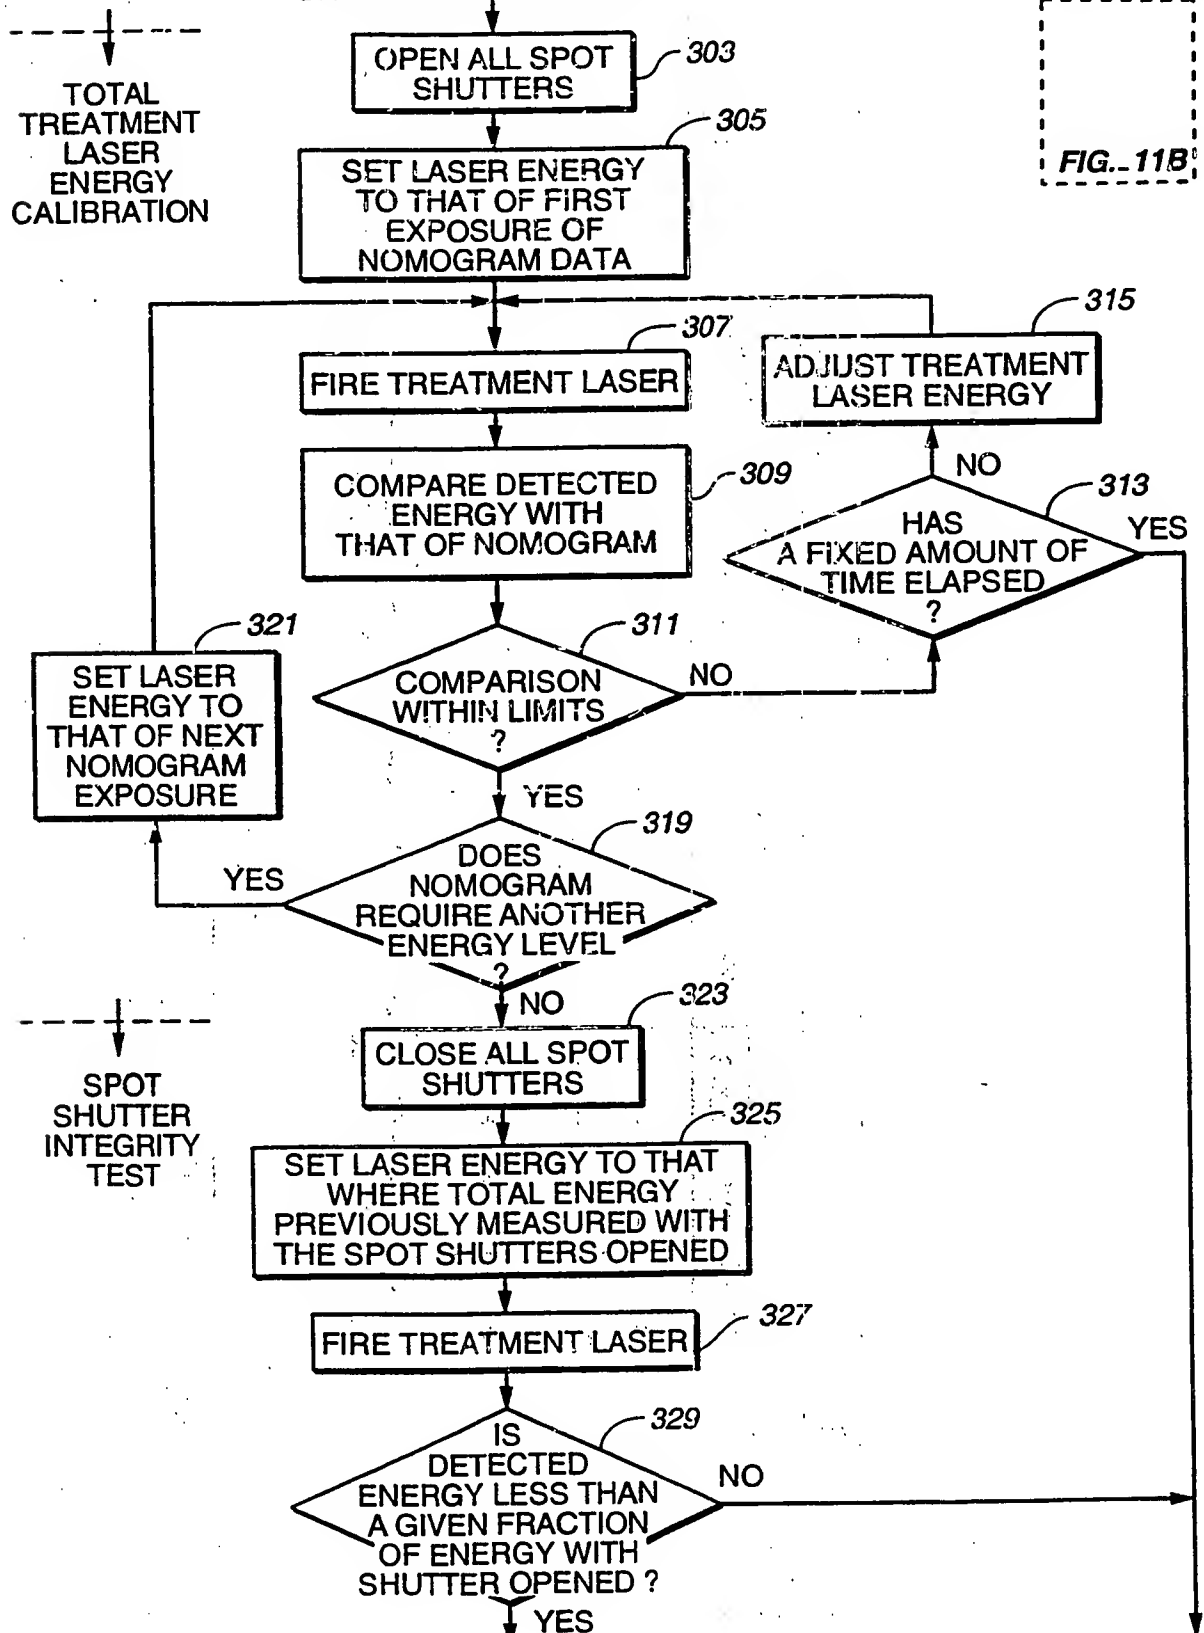 OPEN ALL SPOT
SHUTTERS
303
TOTAL
TREATMENT
LASER
ENERGY
CALIBRATION
FIG._11B
305
SET LASER ENERGY
TO THAT OF FIRST
EXPOSURE OF
NOMOGRAM DATA
307
FIRE TREATMENT LASER
315
ADJUST TREATMENT
LASER ENERGY
309
COMPARE DETECTED
ENERGY WITH
THAT OF NOMOGRAM
NO
313
HAS
A FIXED AMOUNT OF
TIME ELAPSED
?
YES
311
COMPARISON
WITHIN LIMITS
?
NO
YES
321
SET LASER
ENERGY TO
THAT OF NEXT
NOMOGRAM
EXPOSURE
319
DOES
NOMOGRAM
REQUIRE ANOTHER
ENERGY LEVEL
?
YES
NO
323
CLOSE ALL SPOT
SHUTTERS
SPOT
SHUTTER
INTEGRITY
TEST
325
SET LASER ENERGY TO THAT
WHERE TOTAL ENERGY
PREVIOUSLY MEASURED WITH
THE SPOT SHUTTERS OPENED
327
FIRE TREATMENT LASER
329
IS
DETECTED
ENERGY LESS THAN
A GIVEN FRACTION
OF ENERGY WITH
SHUTTER OPENED ?
NO
YES